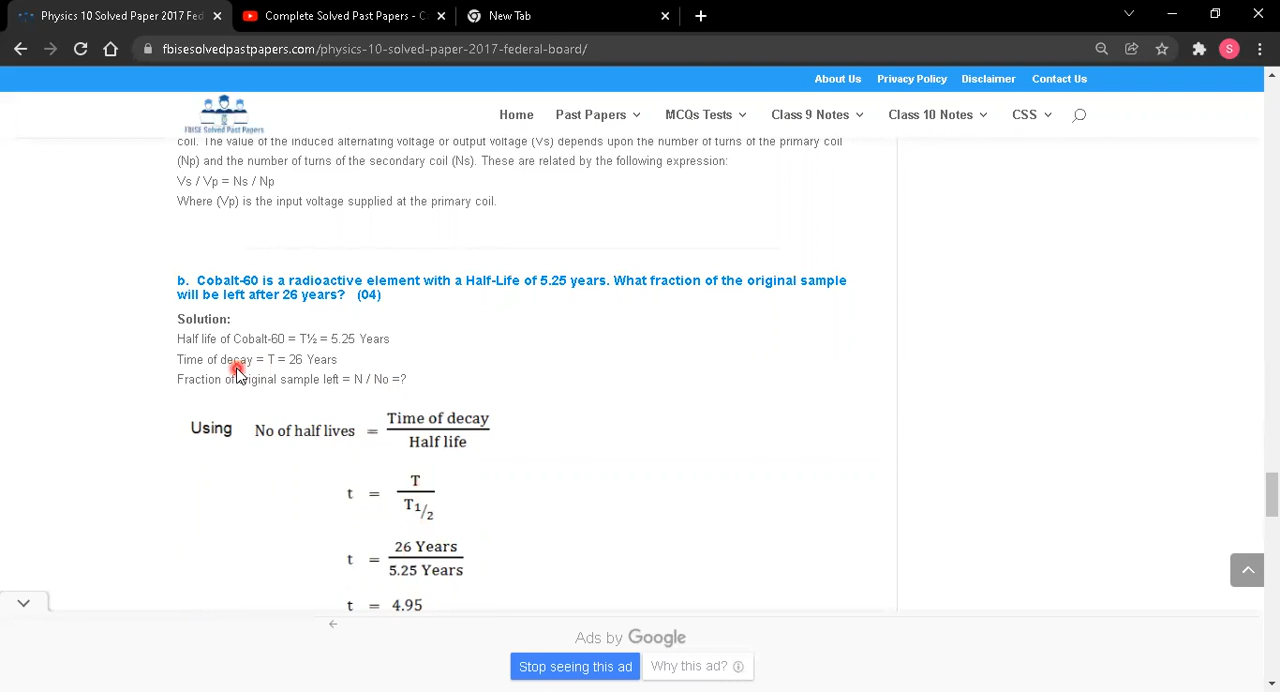 Physics 10 Solved Paper 2017 Fed
Complete Solved Past Papers - C
New Tab
fbisesolvedpastpapers.com/physics-10-solved-paper-2017-federal-board/
S
About Us Privacy Policy Disclaimer Contact Us
FBISE Solved Past Papers
Home Past Papers MCQs Tests Class 9 Notes Class 10 Notes CSS
coil. The value of the induced alternating voltage or output voltage (Vs) depends upon the number of turns of the primary coil
(Np) and the number of turns of the secondary coil (Ns). These are related by the following expression:
Vs / Vp = Ns / Np
Where (Vp) is the input voltage supplied at the primary coil.
b. Cobalt-60 is a radioactive element with a Half-Life of 5.25 years. What fraction of the original sample
will be left after 26 years? (04)
Solution:
Half life of Cobalt-60 = T½ = 5.25 Years
Time of decay = T = 26 Years
Fraction of original sample left = N / No =?
Using No of half lives = Time of decay
Half life
t = T
T1/2
t = 26 Years
5.25 Years
t = 4.95
Ads by Google
Stop seeing this ad Why this ad?